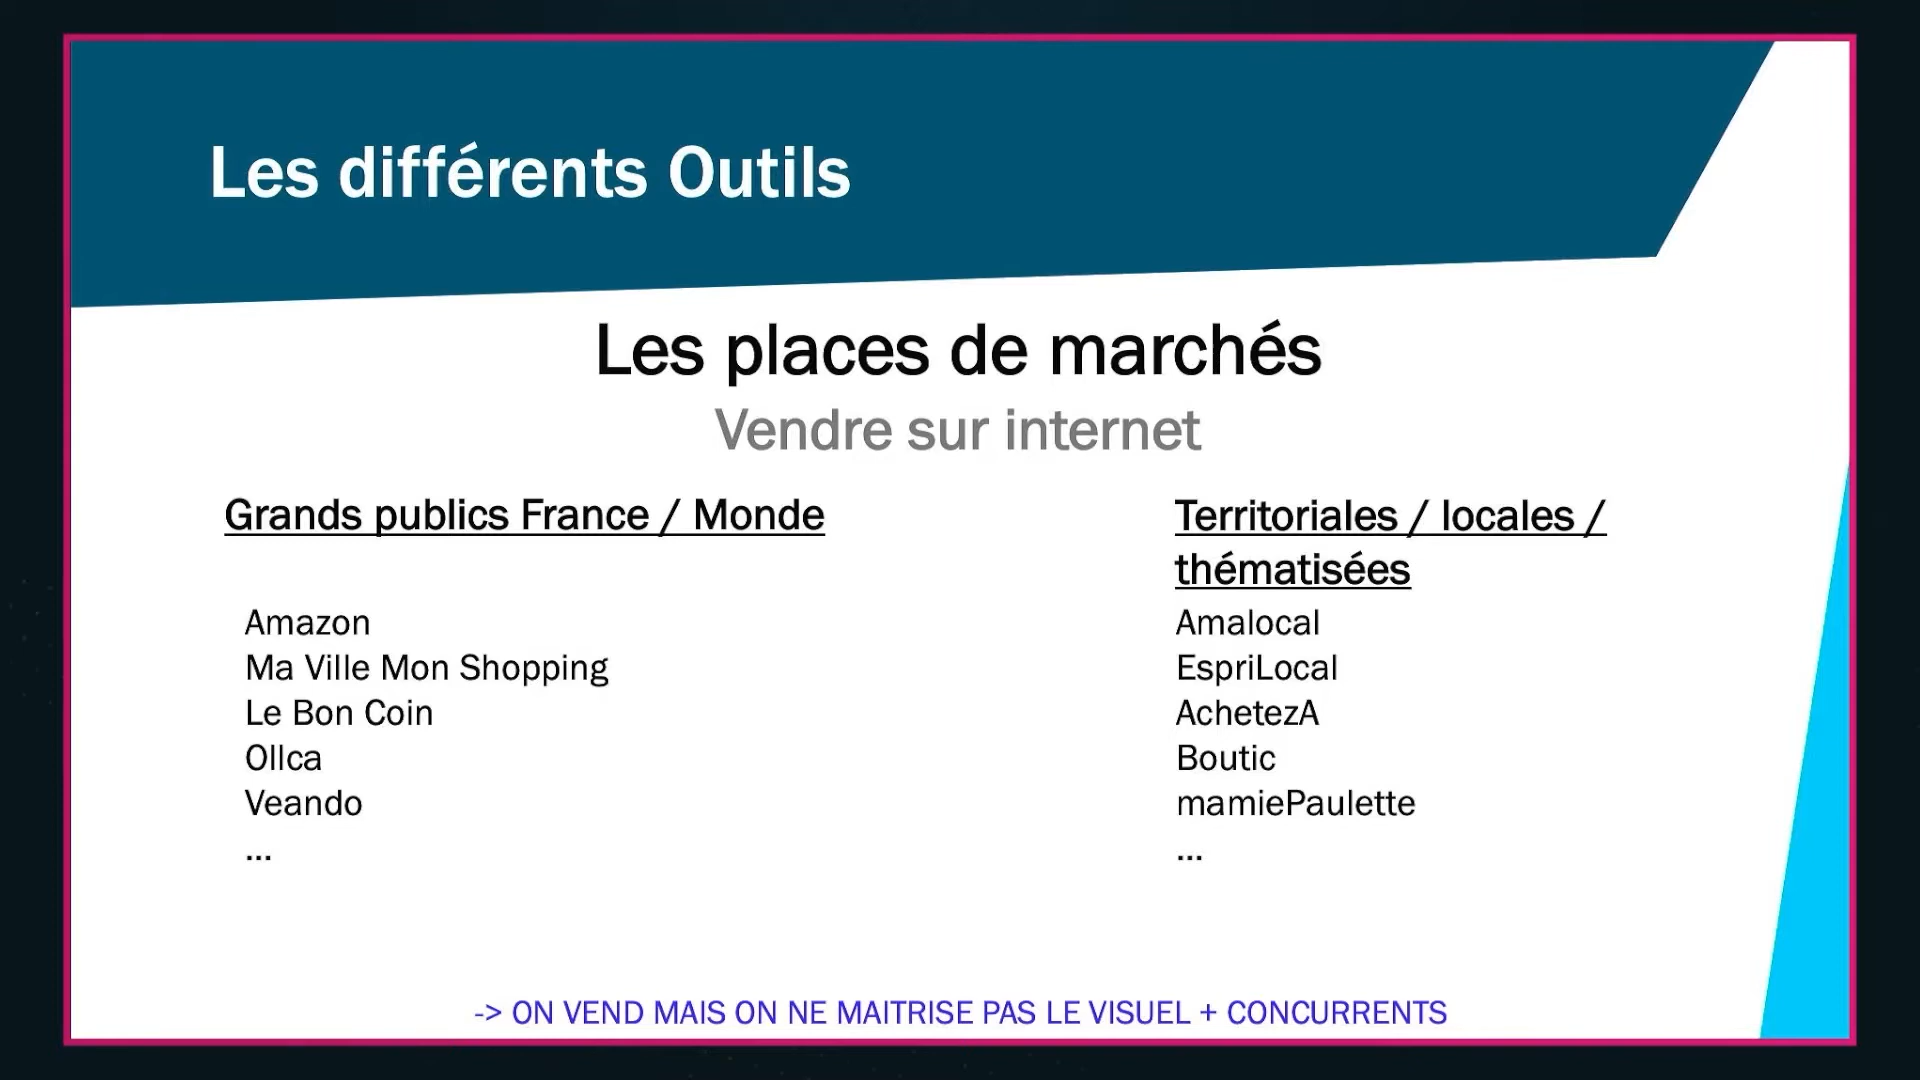 Les différents Outils
Les places de marchés
Vendre sur internet
Grands publics France / Monde
Amazon
Ma Ville Mon Shopping
Le Bon Coin
Ollca
Veando
...
Territoriales / locales /
thématisées
Amalocal
EspriLocal
AchetezA
Boutic
mamiePaulette
...
-> ON VEND MAIS ON NE MAITRISE PAS LE VISUEL + CONCURRENTS